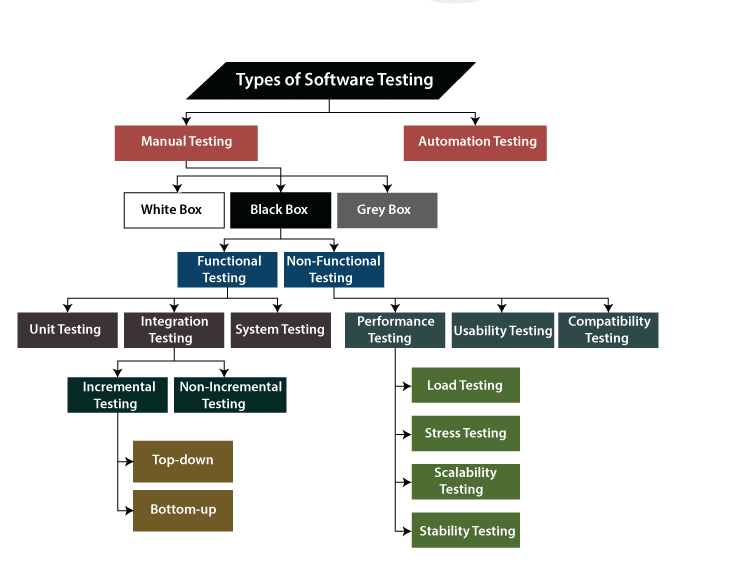 Types of Software Testing
Manual Testing
Automation Testing
White Box
Black Box
Grey Box
Functional
Testing
Non-Functional
Testing
Unit Testing
Integration
Testing
System Testing
Performance
Testing
Usability Testing
Compatibility
Testing
Incremental
Testing
Non-Incremental
Testing
Load Testing
Stress Testing
Top-down
Scalability
Testing
Bottom-up
Stability Testing